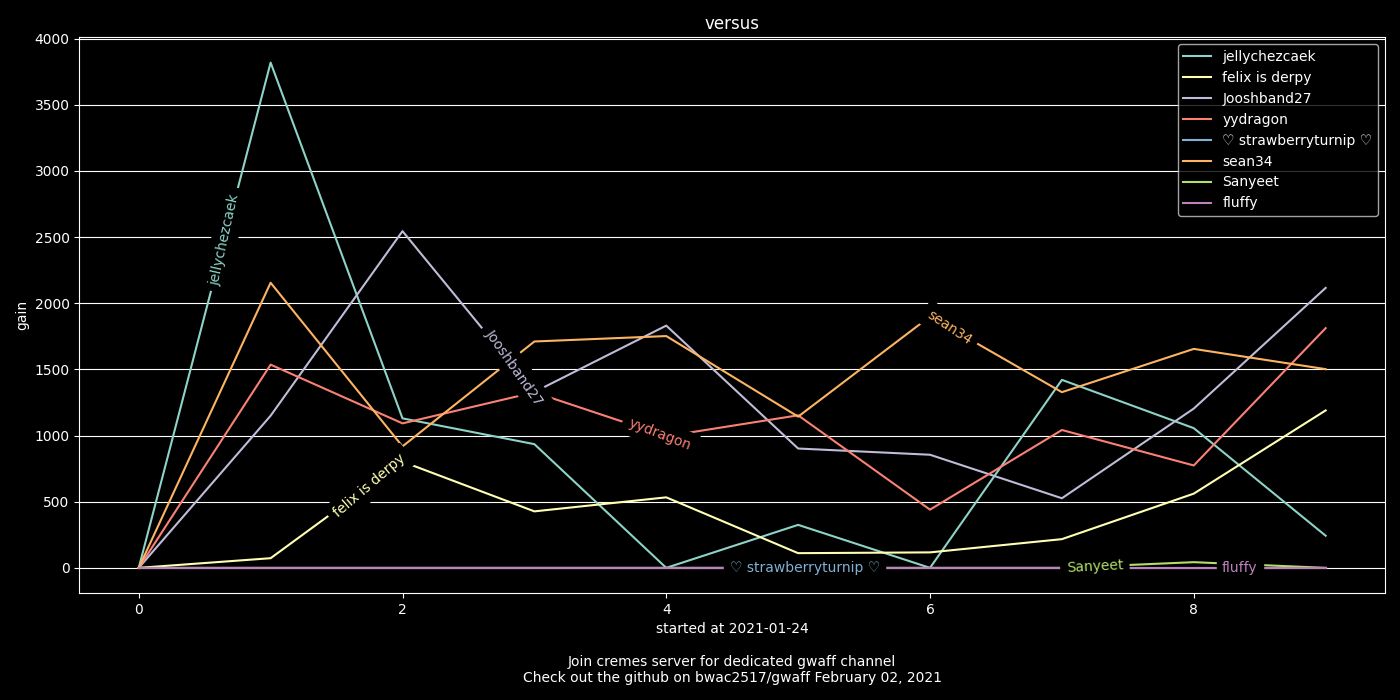 versus
4000
3500
3000
2500
2000
1500
1000
500
0
gain
jellychezcaek
felix is derpy
Jooshband27
yydragon
♡ strawberryturnip ♡
sean34
Sanyeet
fluffy
jellychezcaek
felix is derpy
Jooshband27
yydragon
♡ strawberryturnip ♡
sean34
Sanyeet
fluffy
0 2 4 6 8
started at 2021-01-24
Join cremes server for dedicated gwaff channel
Check out the github on bwac2517/gwaff February 02, 2021